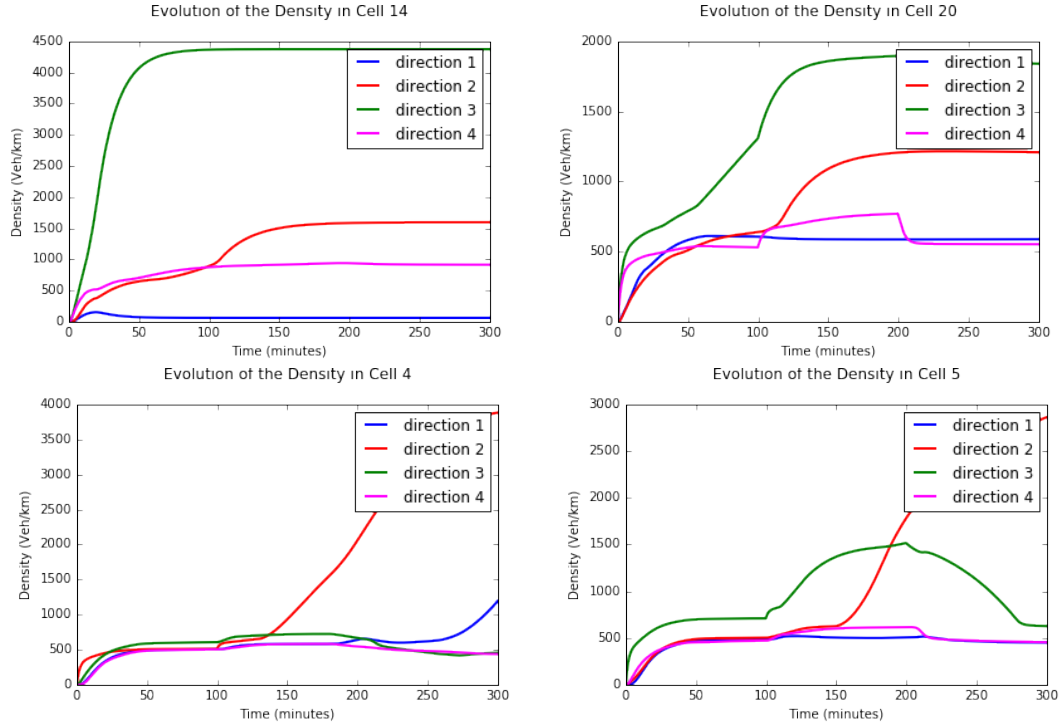 Evolution of the Density in Cell 14
4500
4000
3500
3000
2500
2000
1500
1000
500
0
Density (Veh/km)
direction 1
direction 2
direction 3
direction 4
0 50 100 150 200 250 300
Time (minutes)
Evolution of the Density in Cell 20
2000
1500
1000
500
0
Density (Veh/km)
direction 1
direction 2
direction 3
direction 4
0 50 100 150 200 250 300
Time (minutes)
Evolution of the Density in Cell 4
4000
3500
3000
2500
2000
1500
1000
500
0
Density (Veh/km)
direction 1
direction 2
direction 3
direction 4
0 50 100 150 200 250 300
Time (minutes)
Evolution of the Density in Cell 5
3000
2500
2000
1500
1000
500
0
Density (Veh/km)
direction 1
direction 2
direction 3
direction 4
0 50 100 150 200 250 300
Time (minutes)